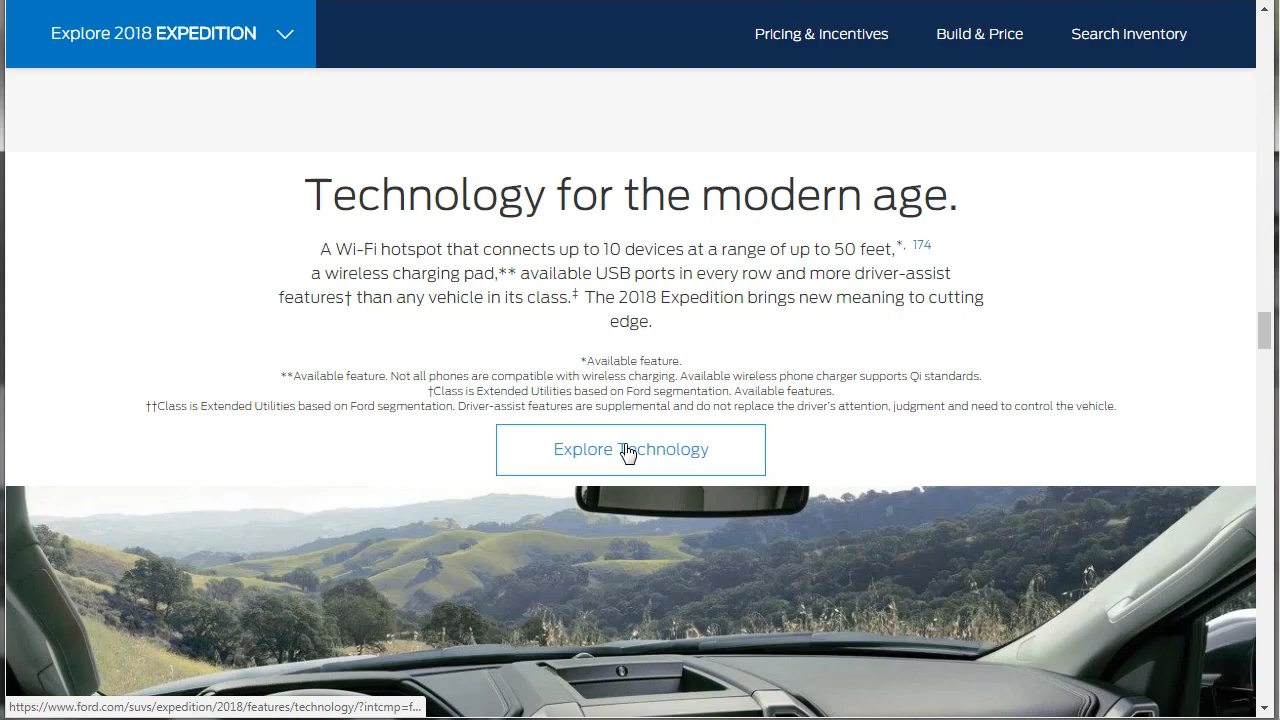 Explore 2018 EXPEDITION
Pricing & Incentives
Build & Price
Search Inventory
Technology for the modern age.
A Wi-Fi hotspot that connects up to 10 devices at a range of up to 50 feet,*, 174
a wireless charging pad,** available USB ports in every row and more driver-assist
features† than any vehicle in its class.‡ The 2018 Expedition brings new meaning to cutting
edge.
*Available feature.
**Available feature. Not all phones are compatible with wireless charging. Available wireless phone charger supports Qi standards.
†Class is Extended Utilities based on Ford segmentation. Available features.
††Class is Extended Utilities based on Ford segmentation. Driver-assist features are supplemental and do not replace the driver's attention, judgment and need to control the vehicle.
Explore Technology
https://www.ford.com/suvs/expedition/2018/features/technology/?intcmp=f...